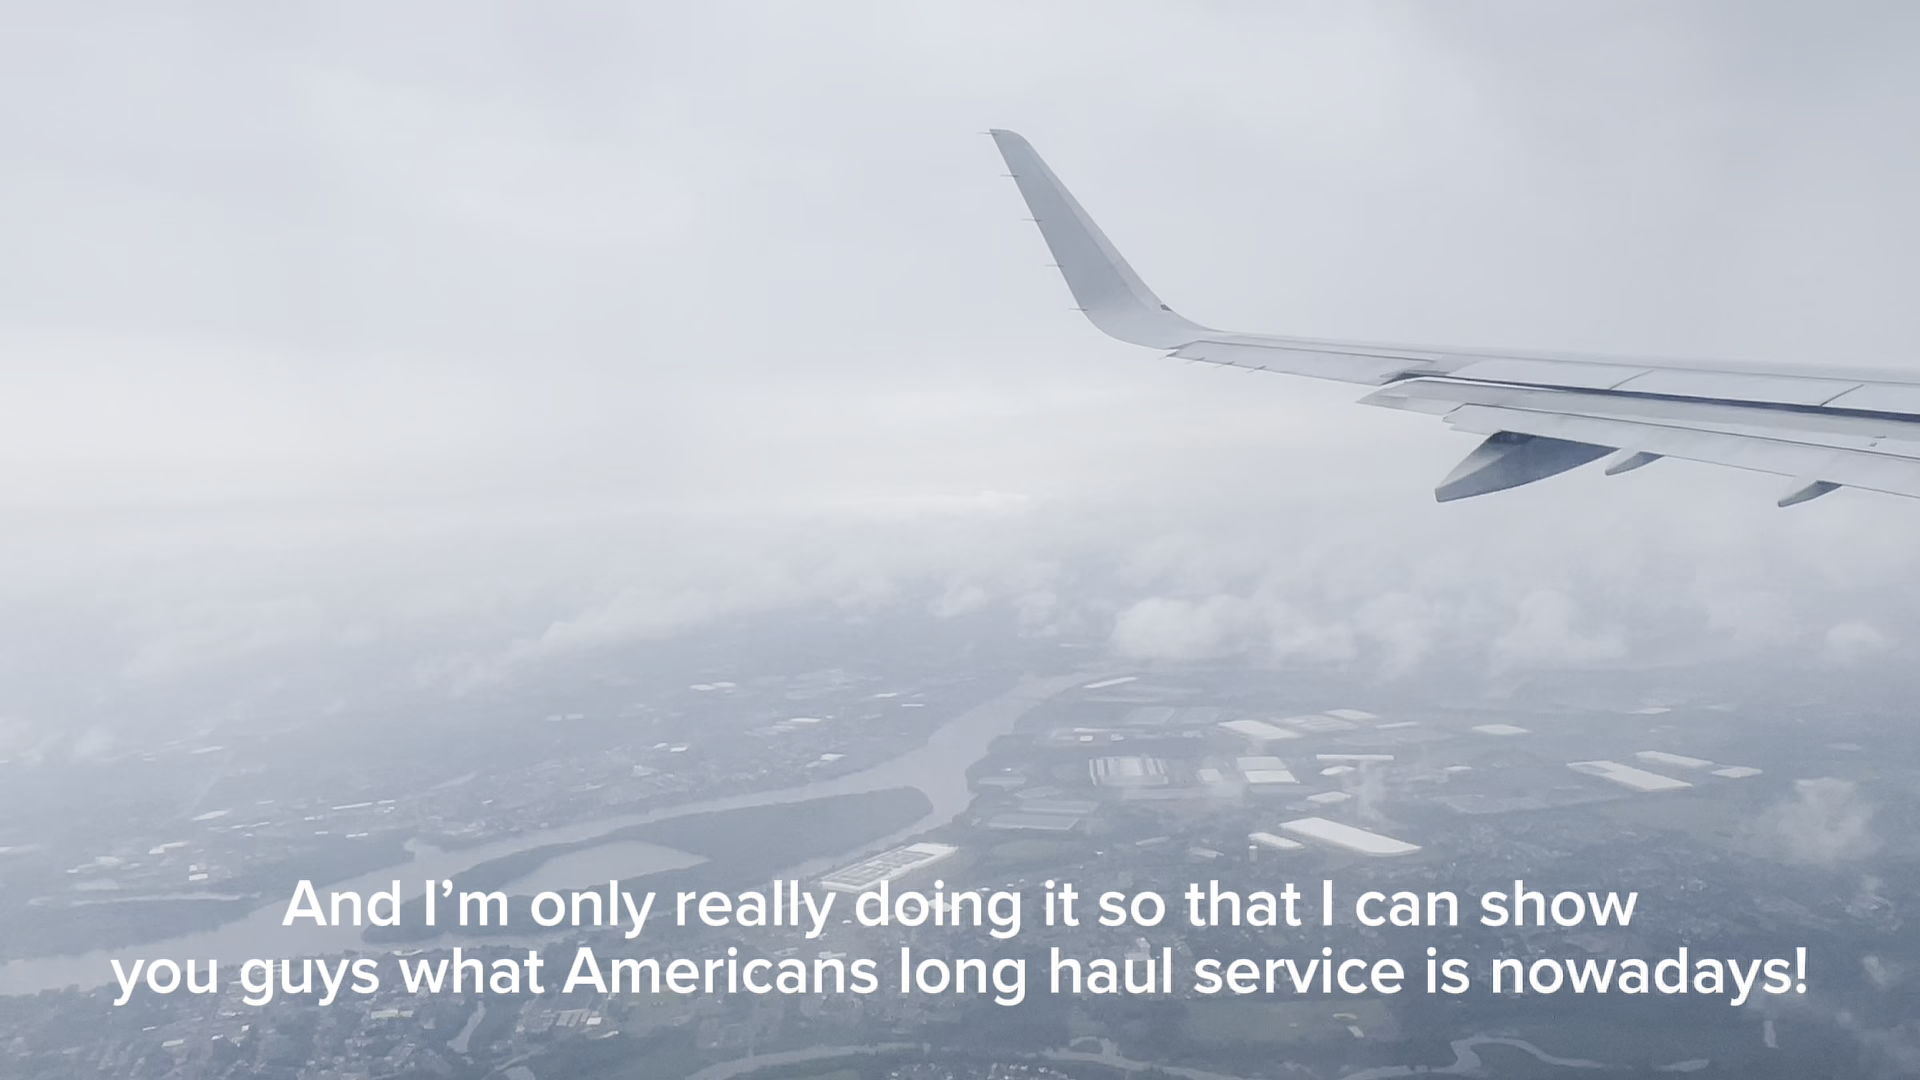 And I’m only really doing it so that I can show
you guys what Americans long haul service is nowadays!